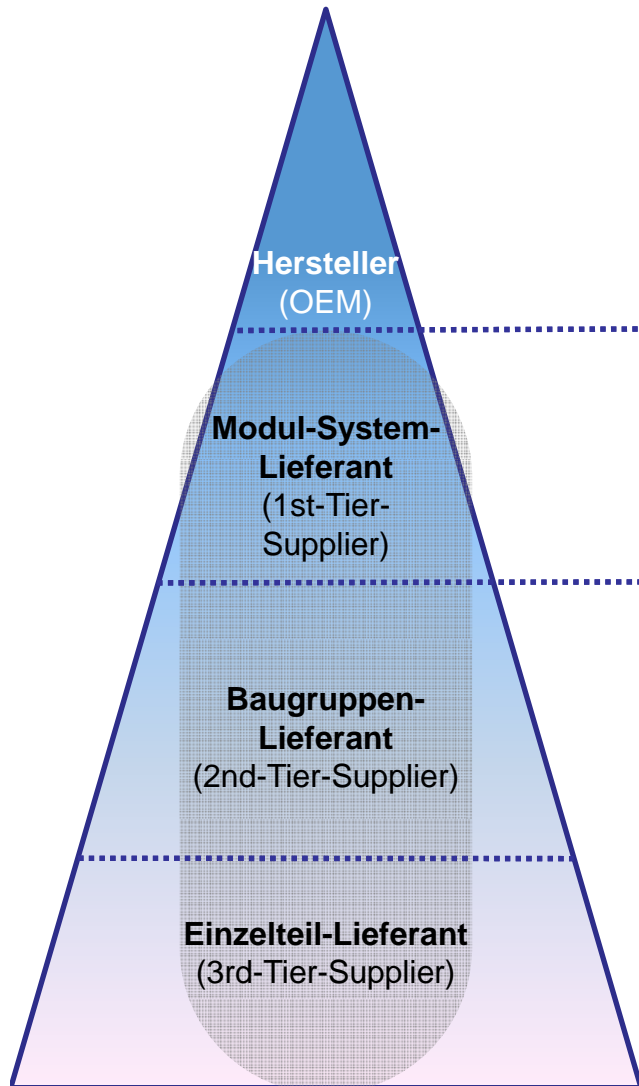 Hersteller
(OEM)
Modul-System-
Lieferant
(1st-Tier-
Supplier)
Baugruppen-
Lieferant
(2nd-Tier-Supplier)
Einzelteil-Lieferant
(3rd-Tier-Supplier)